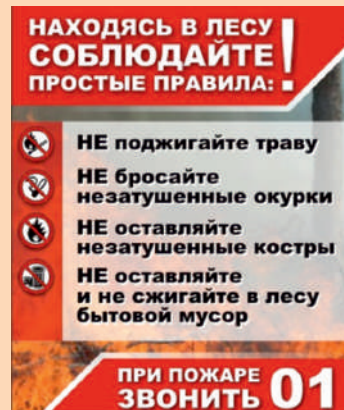 НАХОДЯСЬ В ЛЕСУ
СОБЛЮДАЙТЕ!
ПРОСТЫЕ ПРАВИЛА:
НЕ поджигайте траву
НЕ бросайте
незатушенные окурки
НЕ оставляйте
незатушенные костры
НЕ оставляйте
и не сжигайте в лесу
бытовой мусор
ПРИ ПОЖАРЕ
ЗВОНИТЬ 01